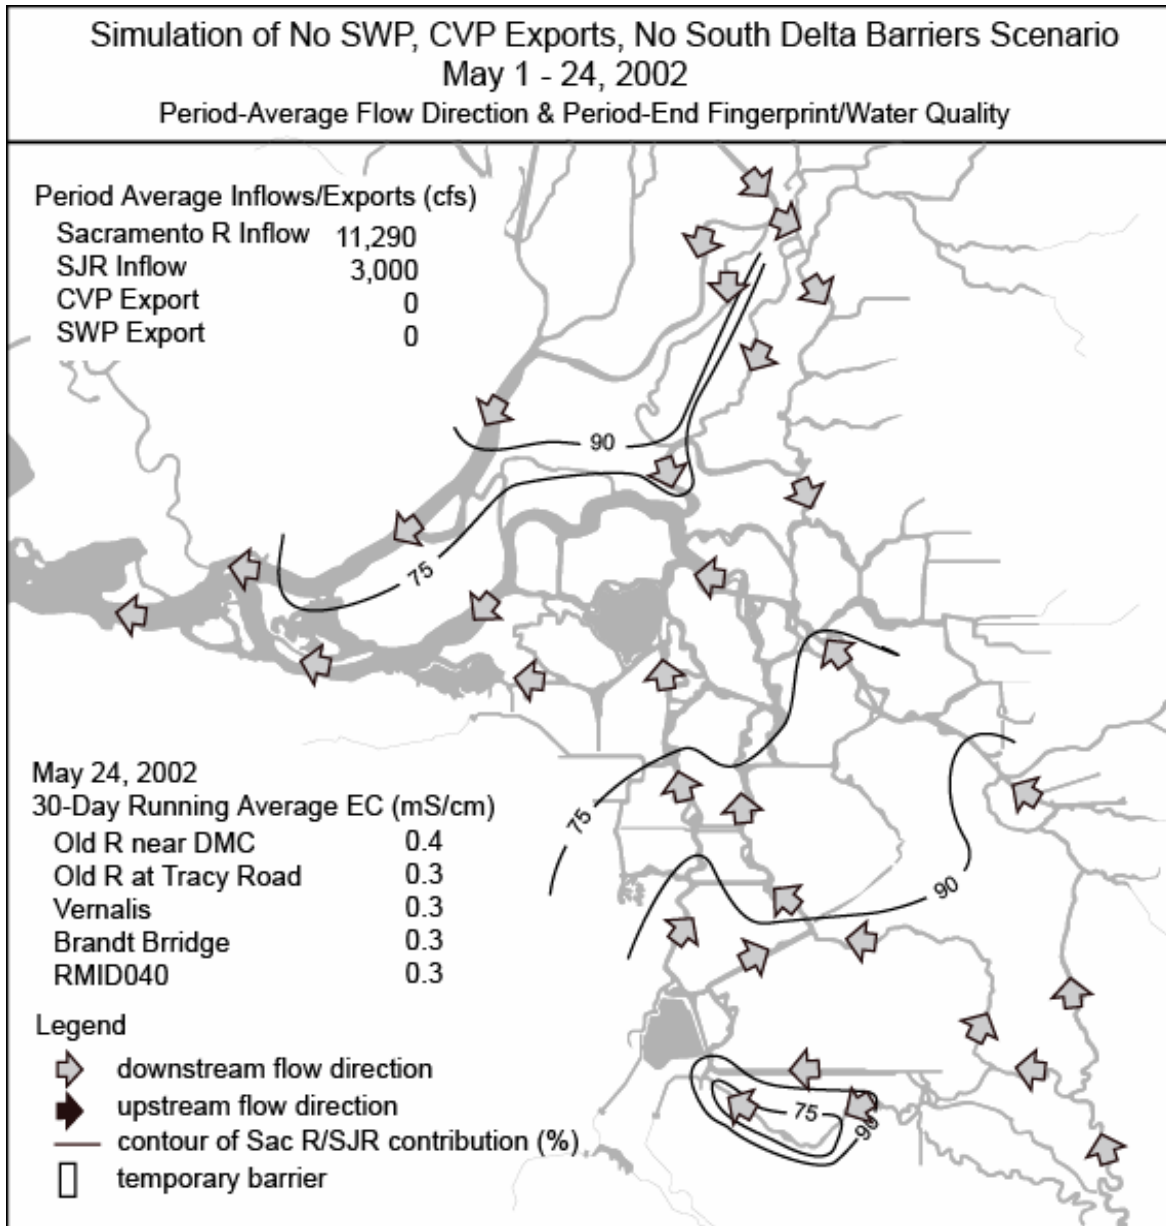 Simulation of No SWP, CVP Exports, No South Delta Barriers Scenario
May 1 - 24, 2002
Period-Average Flow Direction & Period-End Fingerprint/Water Quality
Period Average Inflows/Exports (cfs)
Sacramento R Inflow 11,290
SJR Inflow 3,000
CVP Export 0
SWP Export 0
90
75
75
90
75
90
May 24, 2002
30-Day Running Average EC (mS/cm)
Old R near DMC 0.4
Old R at Tracy Road 0.3
Vernalis 0.3
Brandt Brridge 0.3
RMID040 0.3
Legend
downstream flow direction
upstream flow direction
contour of Sac R/SJR contribution (%)
temporary barrier